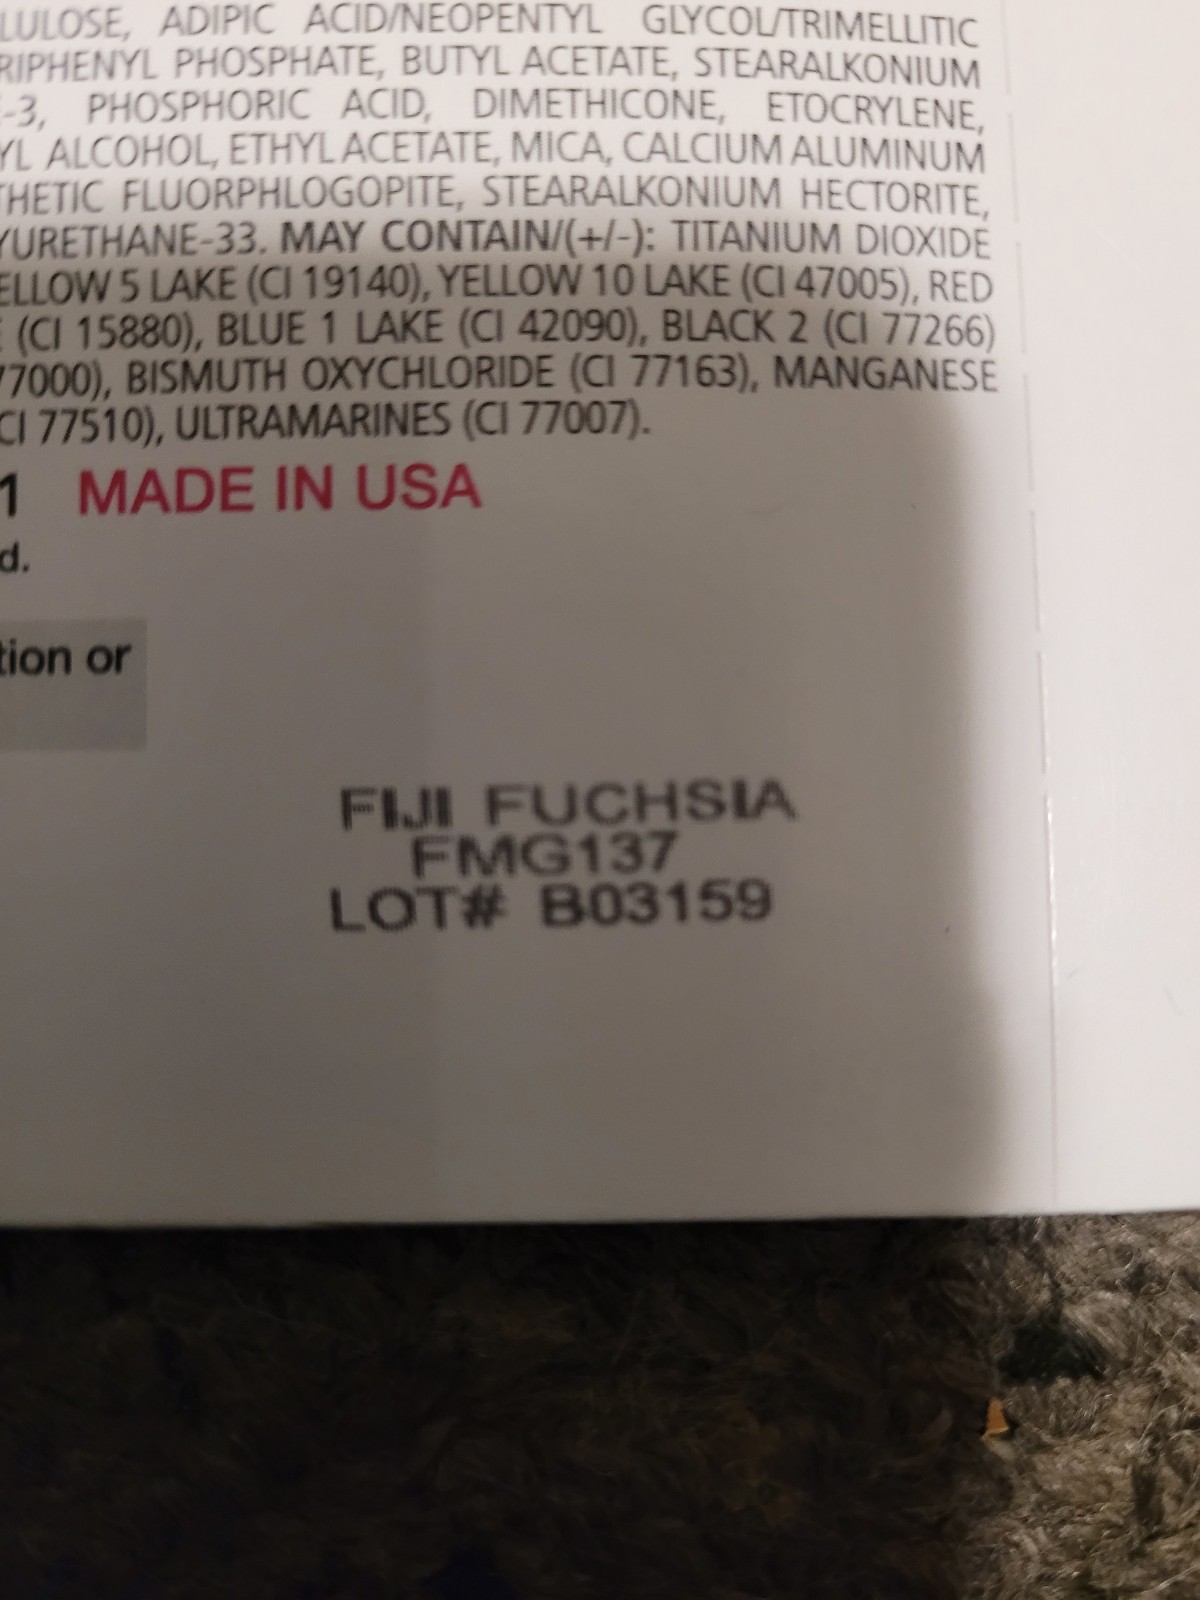 LULOSE, ADIPIC ACID/NEOPENTYL GLYCOL/TRIMELLITIC
RIPHENYL PHOSPHATE, BUTYL ACETATE, STEARALKONIUM
-3, PHOSPHORIC ACID, DIMETHICONE, ETOCRYLENE,
YL ALCOHOL, ETHYL ACETATE, MICA, CALCIUM ALUMINUM
THETIC FLUORPHLOGOPITE, STEARALKONIUM HECTORITE,
YURETHANE-33. MAY CONTAIN/(+/-): TITANIUM DIOXIDE
ELLOW 5 LAKE (CI 19140), YELLOW 10 LAKE (CI 47005), RED
(CI 15880), BLUE 1 LAKE (CI 42090), BLACK 2 (CI 77266)
77000), BISMUTH OXYCHLORIDE (CI 77163), MANGANESE
CI 77510), ULTRAMARINES (CI 77007).
1 MADE IN USA
d.
tion or
FIJI FUCHSIA
FMG137
LOT# B03159